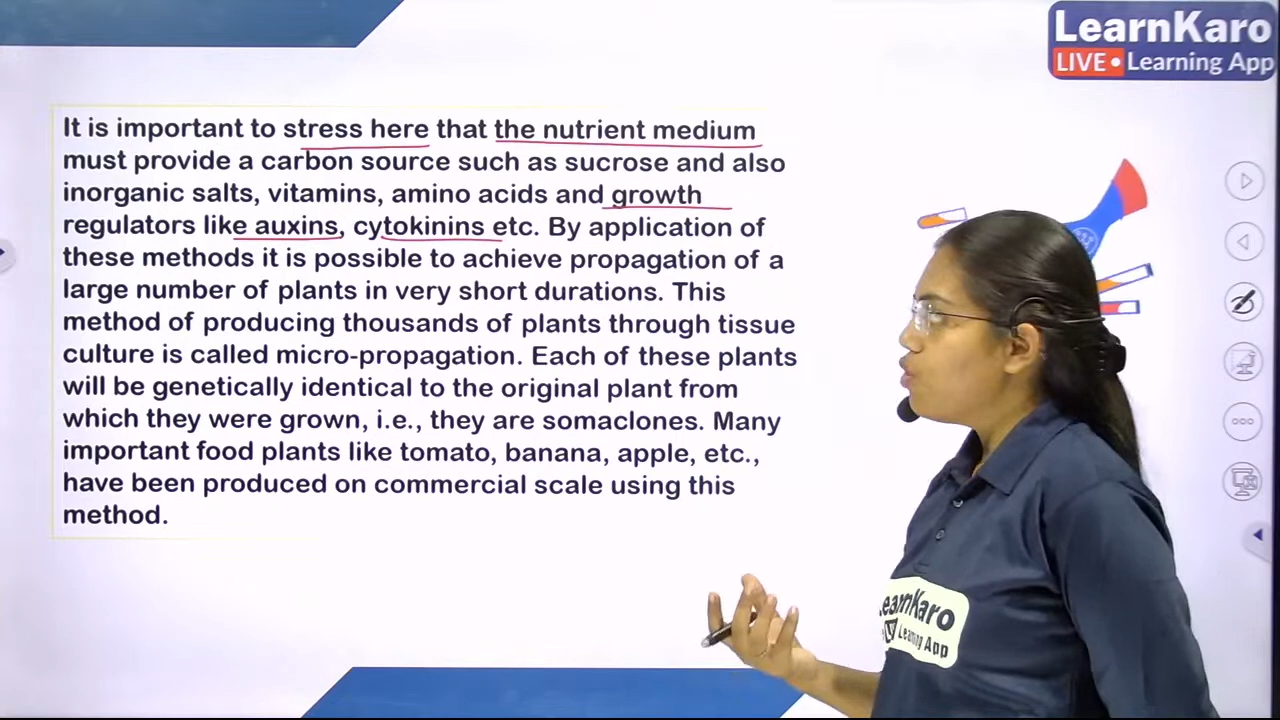 LearnKaro
LIVE • Learning App
It is important to stress here that the nutrient medium
must provide a carbon source such as sucrose and also
inorganic salts, vitamins, amino acids and growth
regulators like auxins, cytokinins etc. By application of
these methods it is possible to achieve propagation of a
large number of plants in very short durations. This
method of producing thousands of plants through tissue
culture is called micro-propagation. Each of these plants
will be genetically identical to the original plant from
which they were grown, i.e., they are somaclones. Many
important food plants like tomato, banana, apple, etc.,
have been produced on commercial scale using this
method.
LearnKaro
Learning App